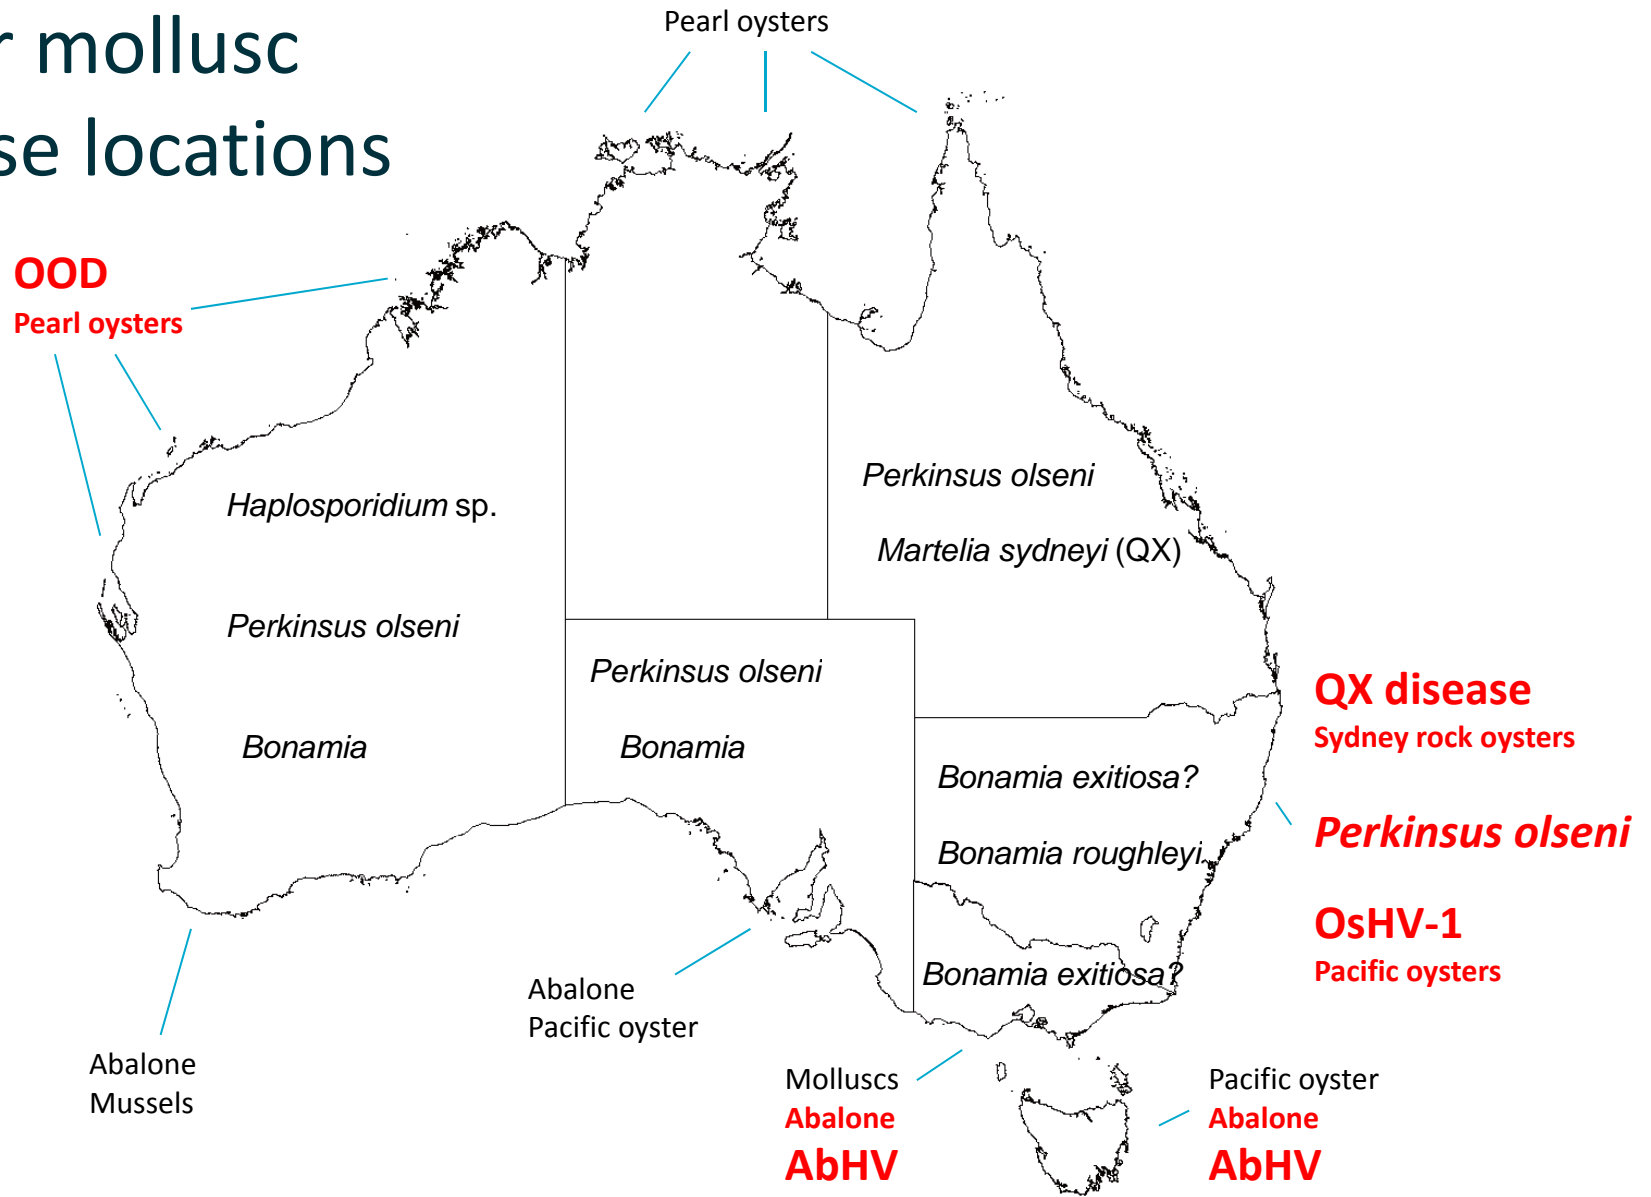 r mollusc
se locations
Pearl oysters
OOD
Pearl oysters
Haplosporidium sp.
Perkinsus olseni
Bonamia
Perkinsus olseni
Martelia sydneyi (QX)
Perkinsus olseni
Bonamia
Bonamia exitiosa?
Bonamia roughleyi
Bonamia exitiosa?
QX disease
Sydney rock oysters
Perkinsus olseni
OsHV-1
Pacific oysters
Abalone
Mussels
Abalone
Pacific oyster
Molluscs
Abalone
AbHV
Pacific oyster
Abalone
AbHV